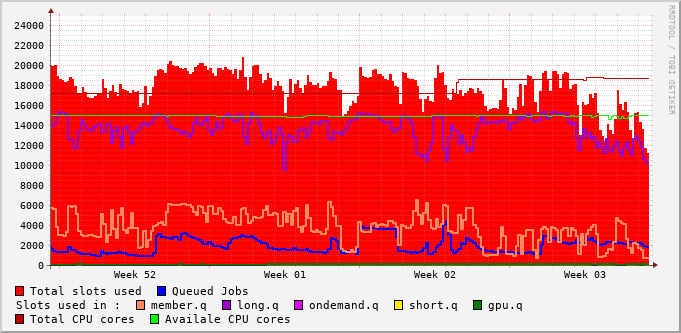 RRDTOOL / TOBI OETIKER
24000
22000
20000
18000
16000
14000
12000
10000
8000
6000
4000
2000
0
Week 52 Week 01 Week 02 Week 03
Total slots used Queued Jobs
Slots used in : member.q long.q ondemand.q short.q gpu.q
Total CPU cores Availale CPU cores